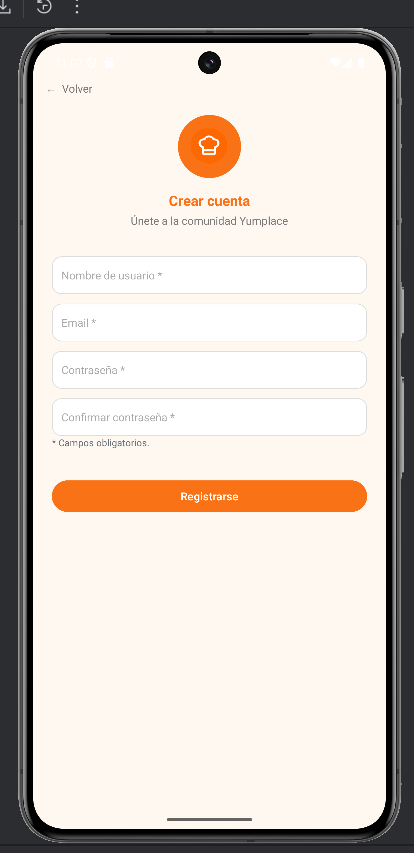 ← Volver
Crear cuenta
Únete a la comunidad Yumplace
Nombre de usuario *
Email *
Contraseña *
Confirmar contraseña *
* Campos obligatorios.
Registrarse